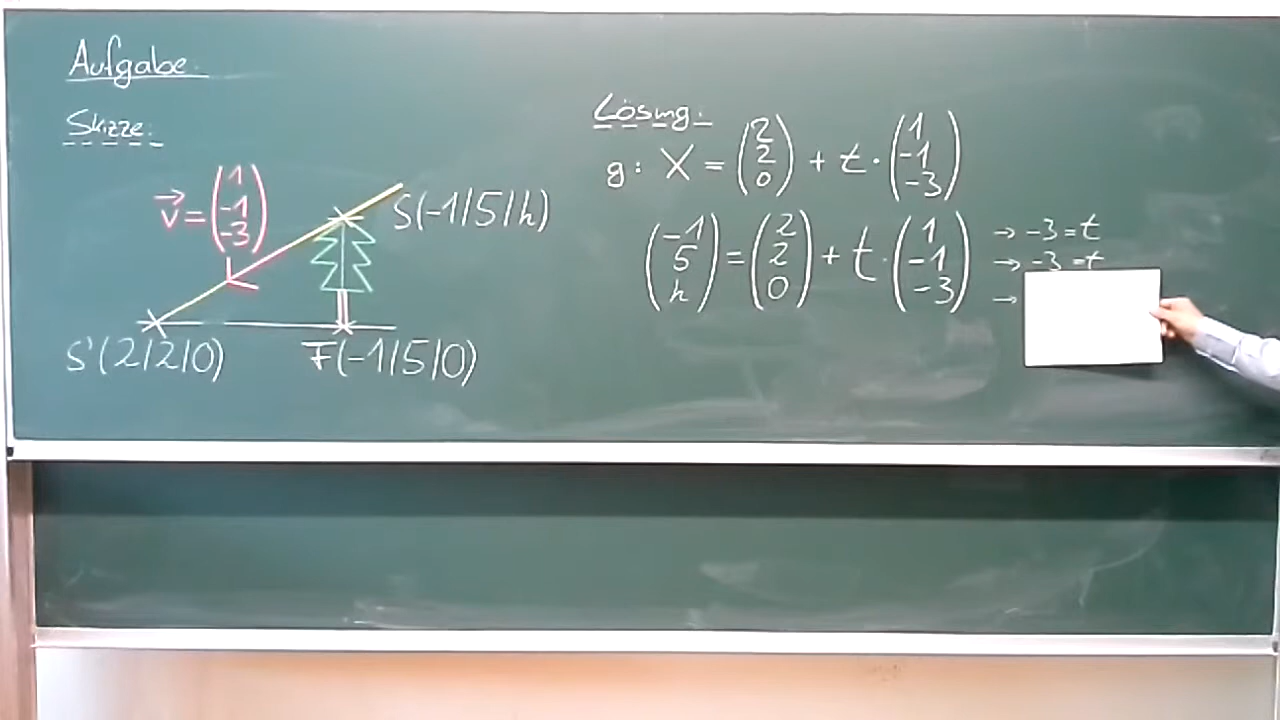 Aufgabe:
Skizze:
v = (1 -1 -3)
S(-1/5/h)
S'(2/2/0)
F(-1/5/0)
Lösung:
g: X = (2 2 0) + t · (1 -1 -3)
(-1 5 h) = (2 2 0) + t · (1 -1 -3)
→ -3 = t
→ -3 = t
→